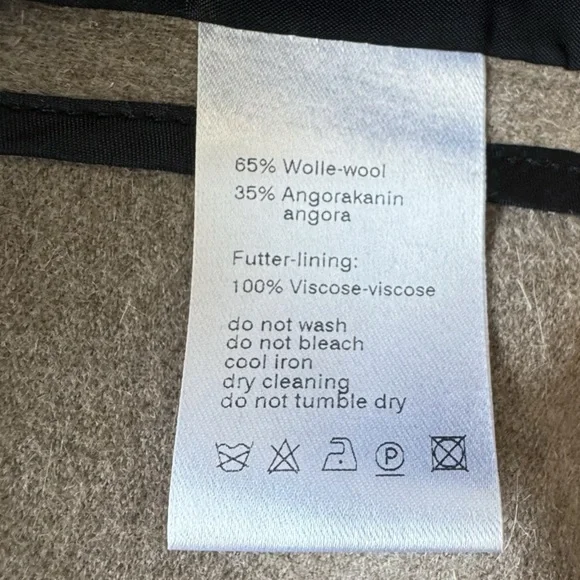 65% Wolle-wool
35% Angorakanin
angora
Futter-lining:
100% Viscose-viscose
do not wash
do not bleach
cool iron
dry cleaning
do not tumble dry
P